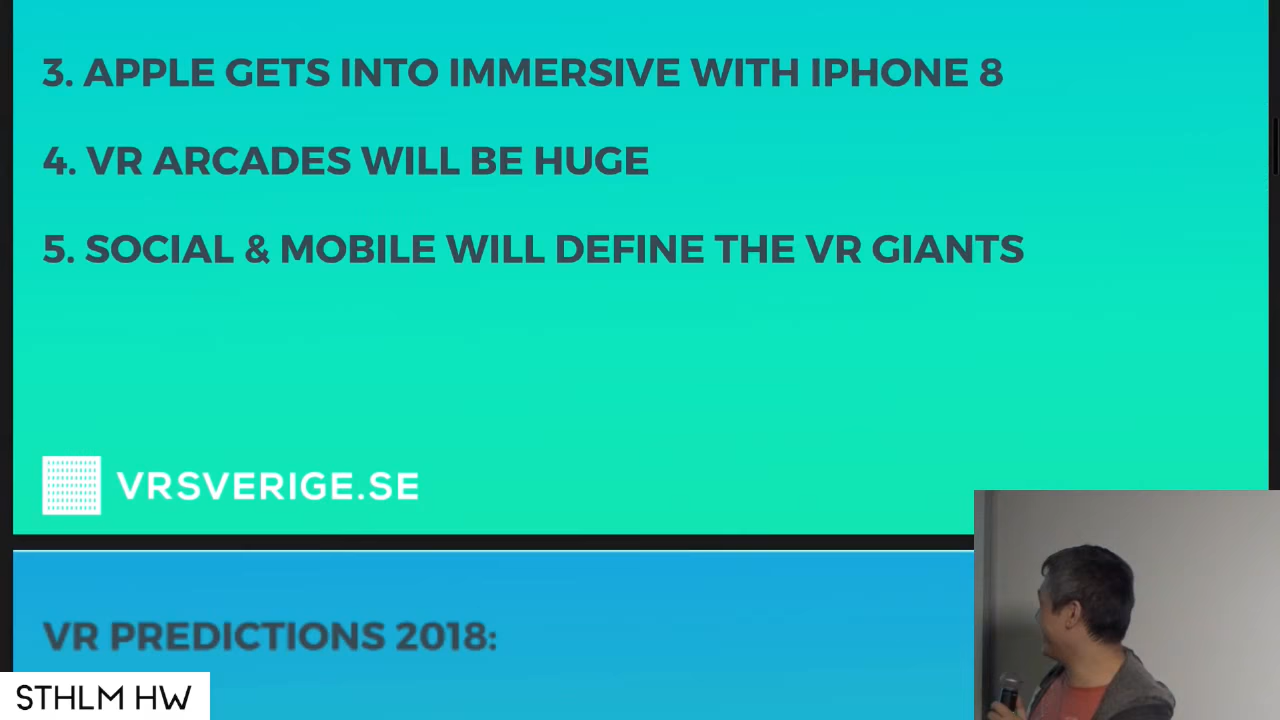 3. APPLE GETS INTO IMMERSIVE WITH IPHONE 8
4. VR ARCADES WILL BE HUGE
5. SOCIAL & MOBILE WILL DEFINE THE VR GIANTS
VRSVERIGE.SE
VR PREDICTIONS 2018:
STHLM HW